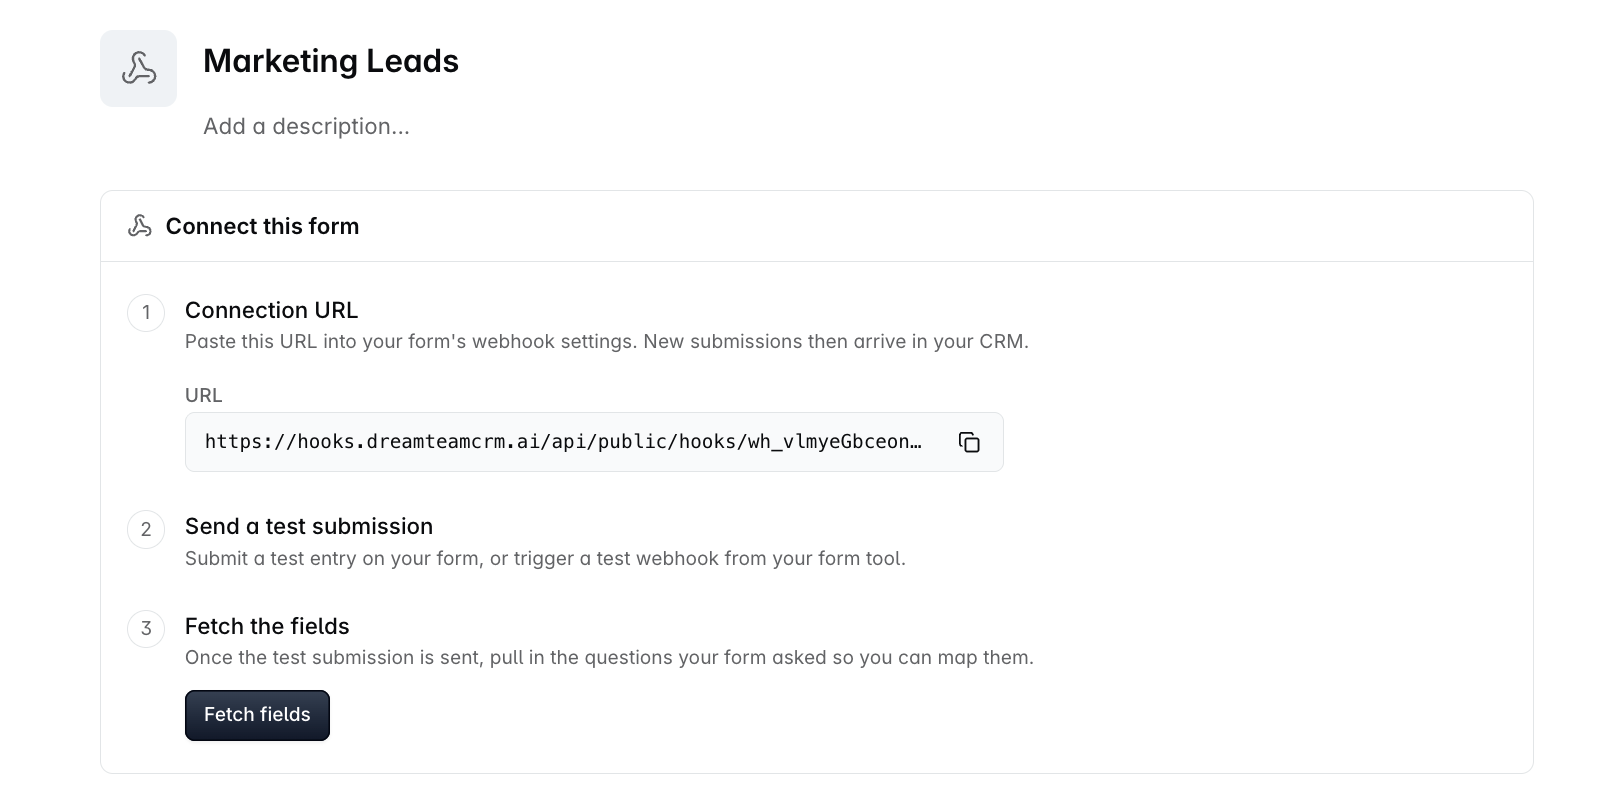 Marketing Leads
Add a description...
Connect this form
1
Connection URL
Paste this URL into your form's webhook settings. New submissions then arrive in your CRM.
URL
https://hooks.dreamteamcrm.ai/api/public/hooks/wh_vlmyeGbceon…
2
Send a test submission
Submit a test entry on your form, or trigger a test webhook from your form tool.
3
Fetch the fields
Once the test submission is sent, pull in the questions your form asked so you can map them.
Fetch fields